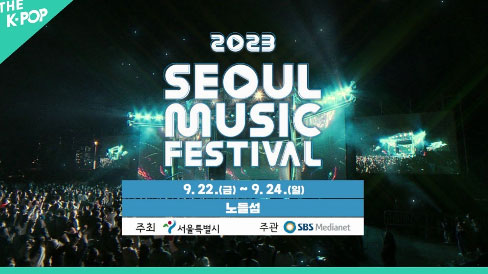 THE
K-POP
2023
SEOUL
MUSIC
FESTIVAL
9. 22.(금) ~ 9. 24.(일)
노들섬
주최 서울특별시 주관 SBS Medianet